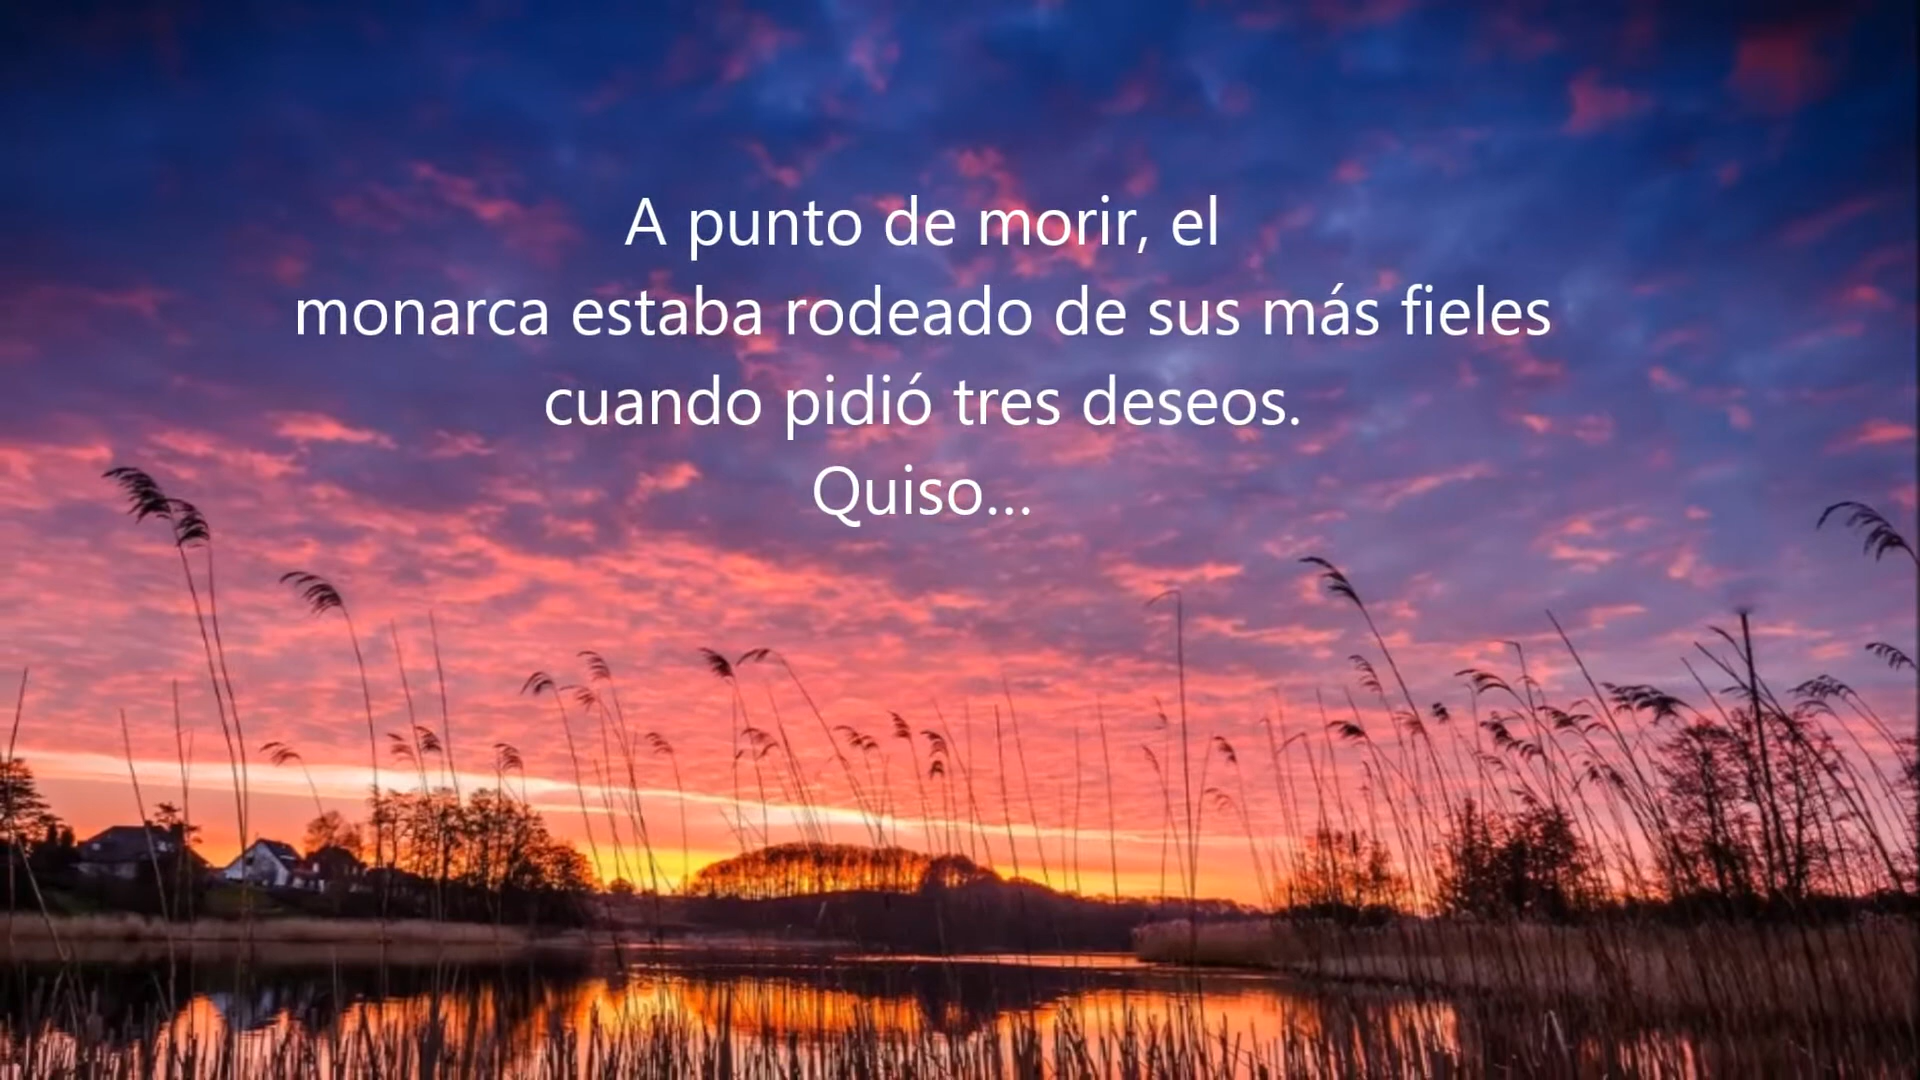 A punto de morir, el
monarca estaba rodeado de sus más fieles
cuando pidió tres deseos.
Quiso...